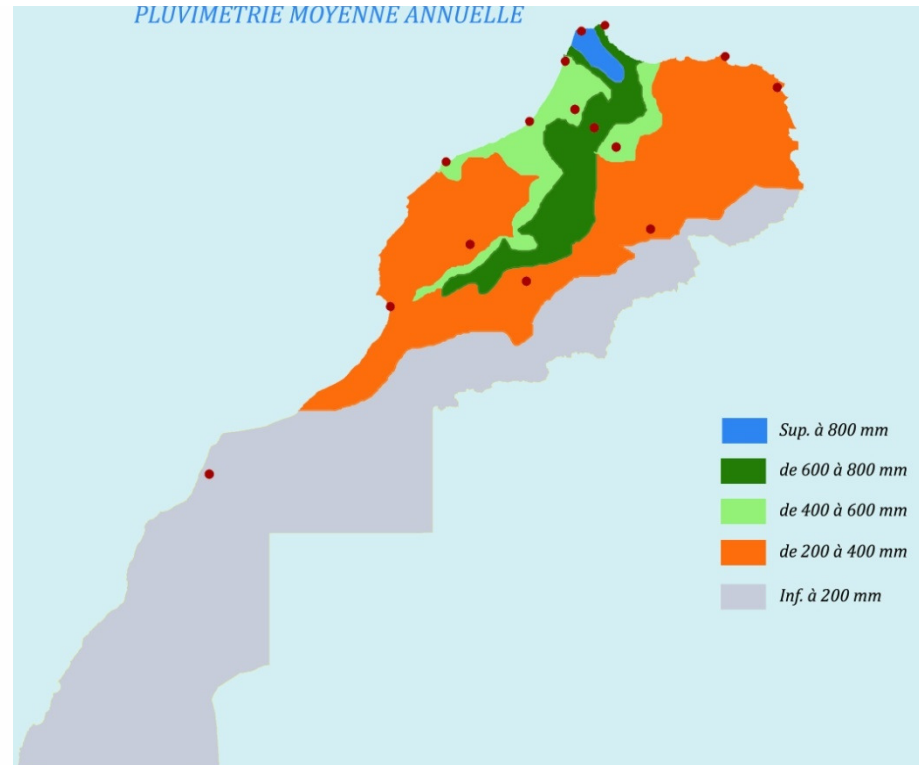 PLUVIMETRIE MOYENNE ANNUELLE
Sup. à 800 mm
de 600 à 800 mm
de 400 à 600 mm
de 200 à 400 mm
Inf. à 200 mm